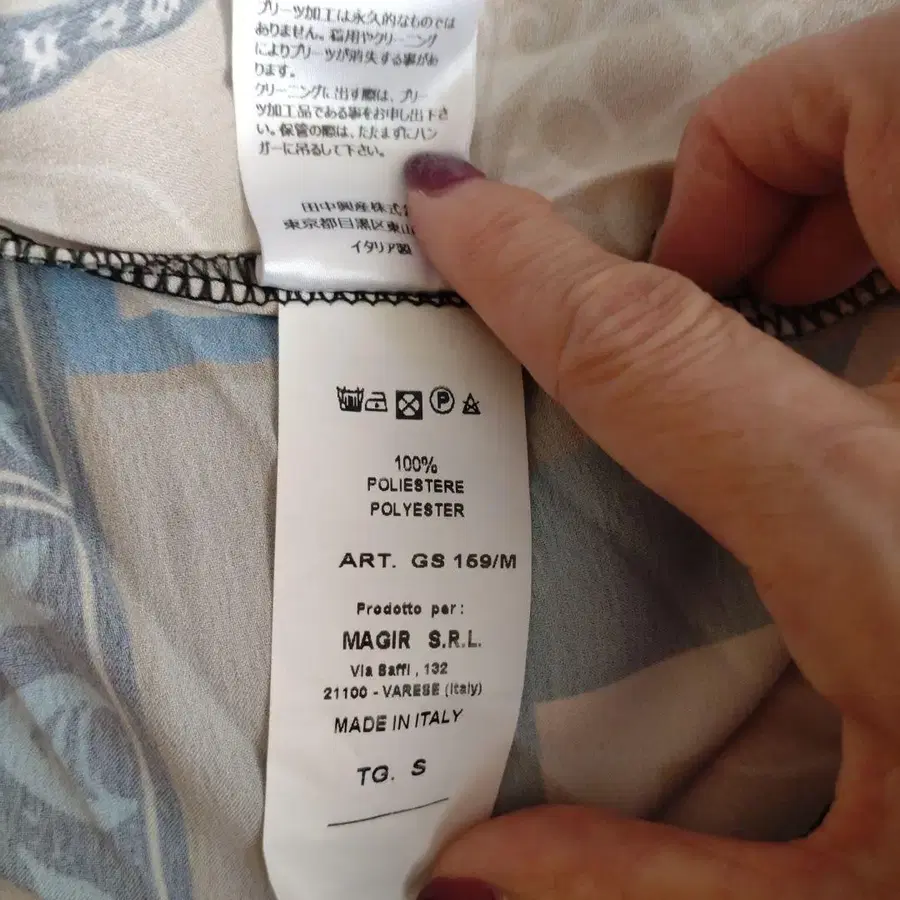 プリーツ加工は永久的なものでは
ありません。着用やクリーニング
によりプリーツが消失する事があ
ります。
クリーニングに出す際は、プリー
ツ加工品である事をお申し出下さ
い。保管の際は、たたまずにハン
ガーに吊るして下さい。
田中興産株式
東京都目黒区東山
イタリア製
P
100%
POLIESTERE
POLYESTER
ART. GS 159/M
Prodotto per:
MAGIR S.R.L.
Via Saffi, 132
21100 - VARESE (Italy)
MADE IN ITALY
TG. S